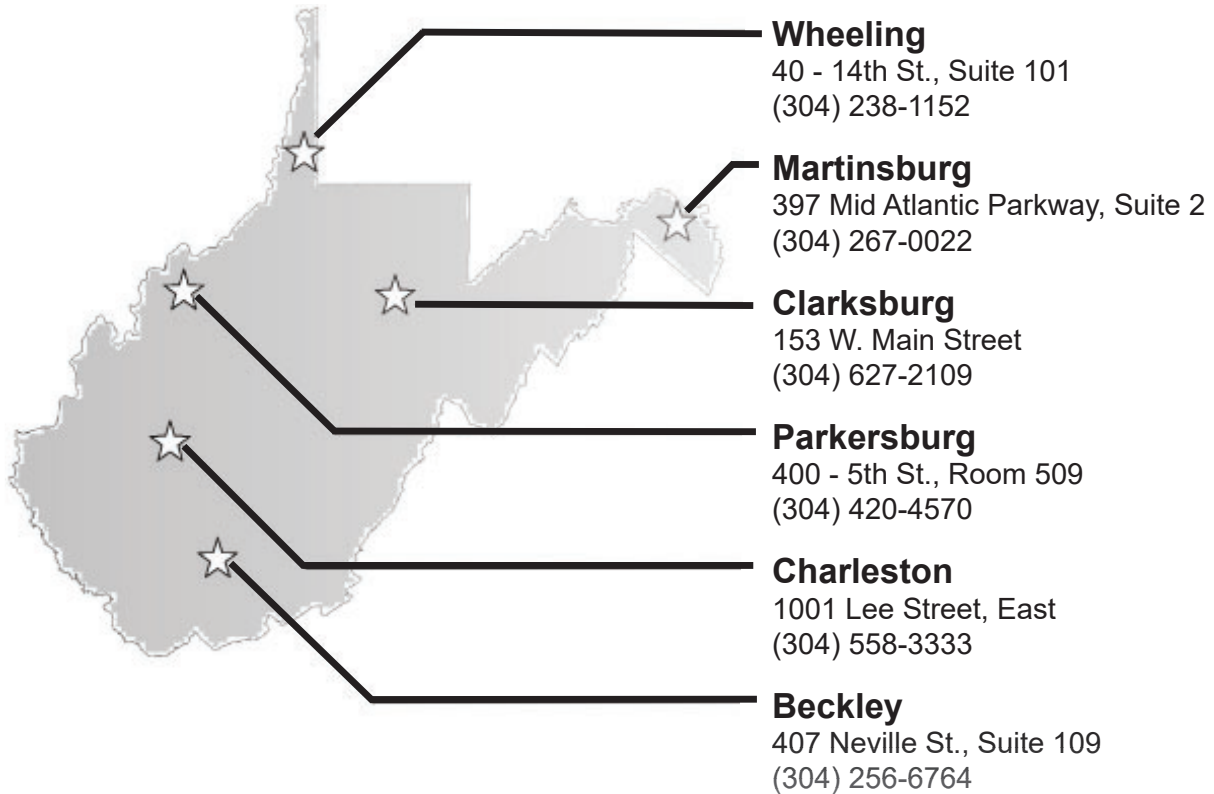 Wheeling
40 - 14th St., Suite 101
(304) 238-1152
Martinsburg
397 Mid Atlantic Parkway, Suite 2
(304) 267-0022
Clarksburg
153 W. Main Street
(304) 627-2109
Parkersburg
400 - 5th St., Room 509
(304) 420-4570
Charleston
1001 Lee Street, East
(304) 558-3333
Beckley
407 Neville St., Suite 109
(304) 256-6764